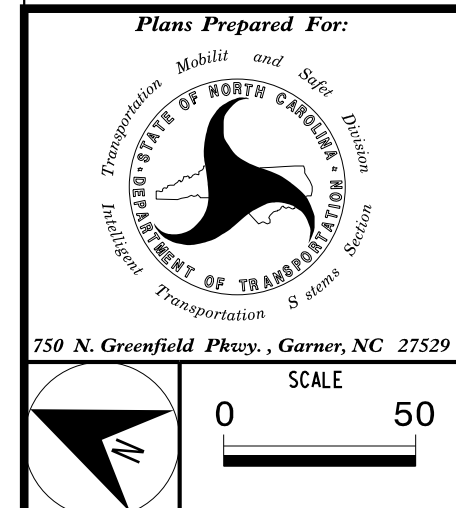 Plans Prepared For:
Transportation Mobilit and Safet Division
STATE OF NORTH CAROLINA
DEPARTMENT OF TRANSPORTATION
Intelligent Transportation S stems Section
750 N. Greenfield Pkwy. , Garner, NC 27529
SCALE
0 50
N